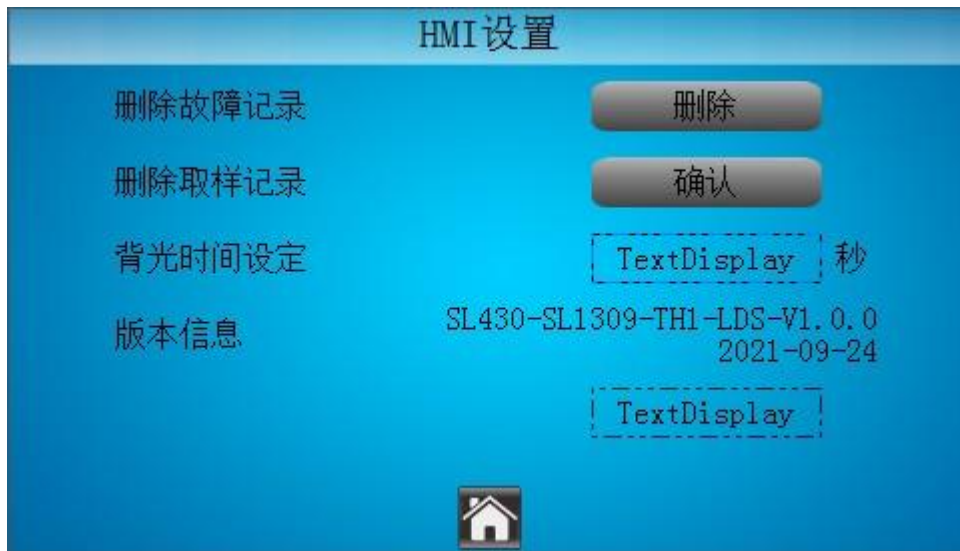 HMI设置
删除故障记录 删除
删除取样记录 确认
背光时间设定 TextDisplay 秒
版本信息 SL430-SL1309-TH1-LDS-V1.0.0
2021-09-24
TextDisplay